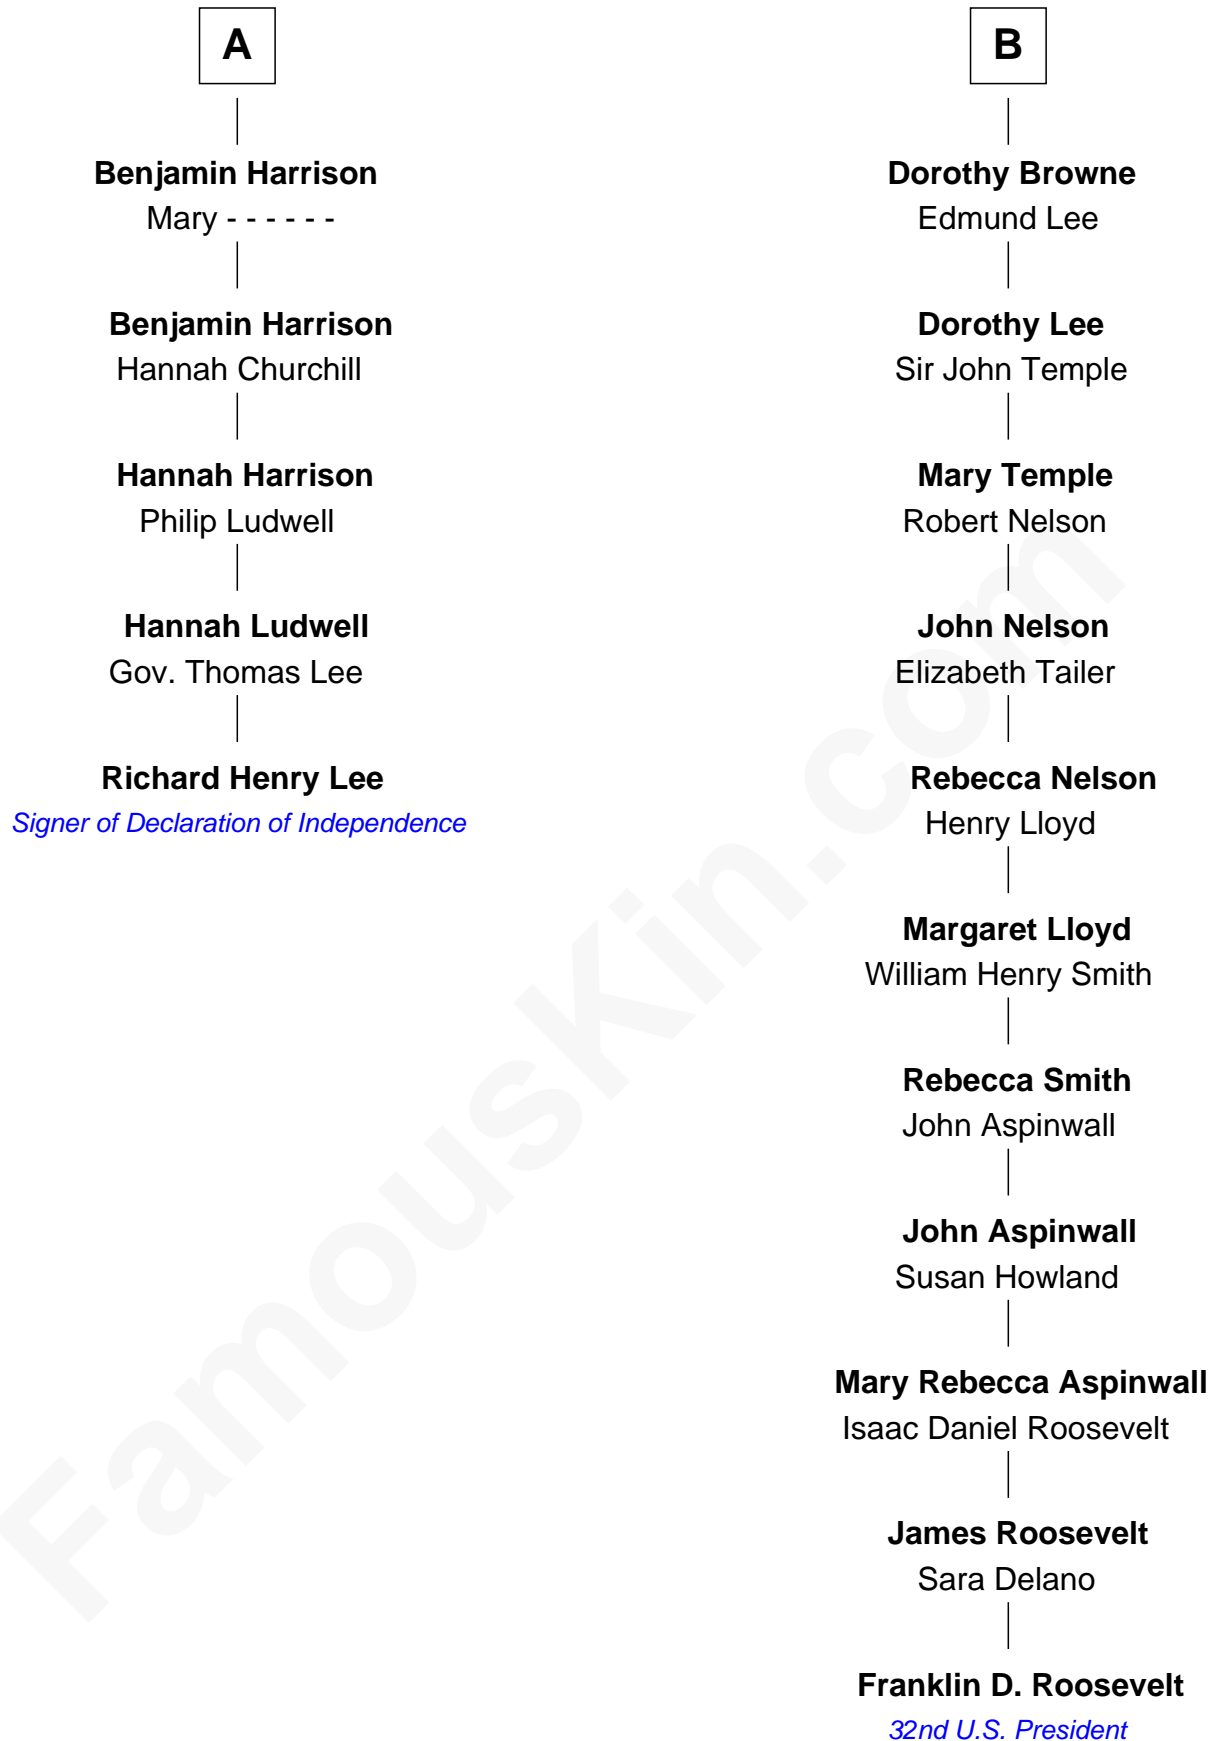 A
Benjamin Harrison
Mary - - - - - -
Benjamin Harrison
Hannah Churchill
Hannah Harrison
Philip Ludwell
Hannah Ludwell
Gov. Thomas Lee
Richard Henry Lee
Signer of Declaration of Independence
B
Dorothy Browne
Edmund Lee
Dorothy Lee
Sir John Temple
Mary Temple
Robert Nelson
John Nelson
Elizabeth Tailer
Rebecca Nelson
Henry Lloyd
Margaret Lloyd
William Henry Smith
Rebecca Smith
John Aspinwall
John Aspinwall
Susan Howland
Mary Rebecca Aspinwall
Isaac Daniel Roosevelt
James Roosevelt
Sara Delano
Franklin D. Roosevelt
32nd U.S. President
FamousKin.com